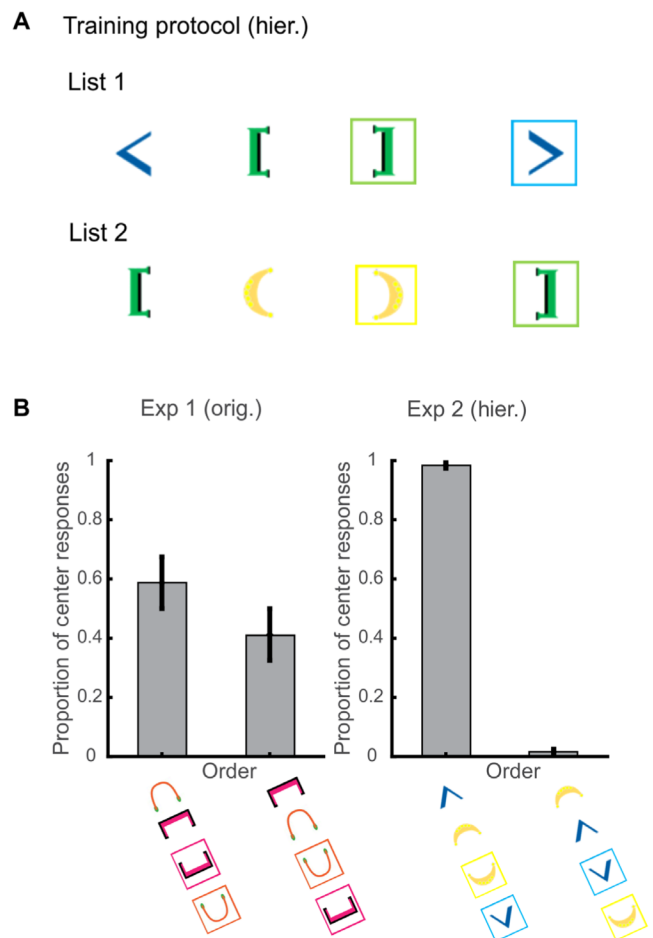 A Training protocol (hier.)
List 1
List 2
B Exp 1 (orig.) Exp 2 (hier.)
Proportion of center responses
1
0.8
0.6
0.4
0.2
0
Order
Proportion of center responses
1
0.8
0.6
0.4
0.2
0
Order